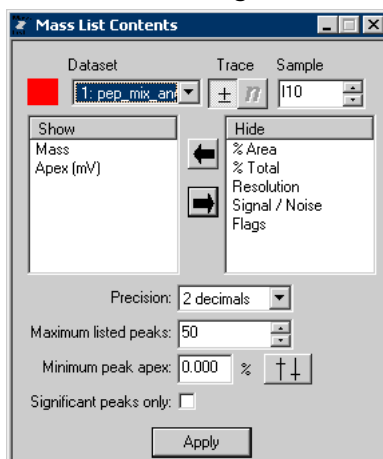 Mass List Contents
Dataset Trace Sample
1: pep_mix_an ± n I10
Show Hide
Mass % Area
Apex (mV) % Total
Resolution
Signal / Noise
Flags
Precision: 2 decimals
Maximum listed peaks: 50
Minimum peak apex: 0.000 %
Significant peaks only:
Apply